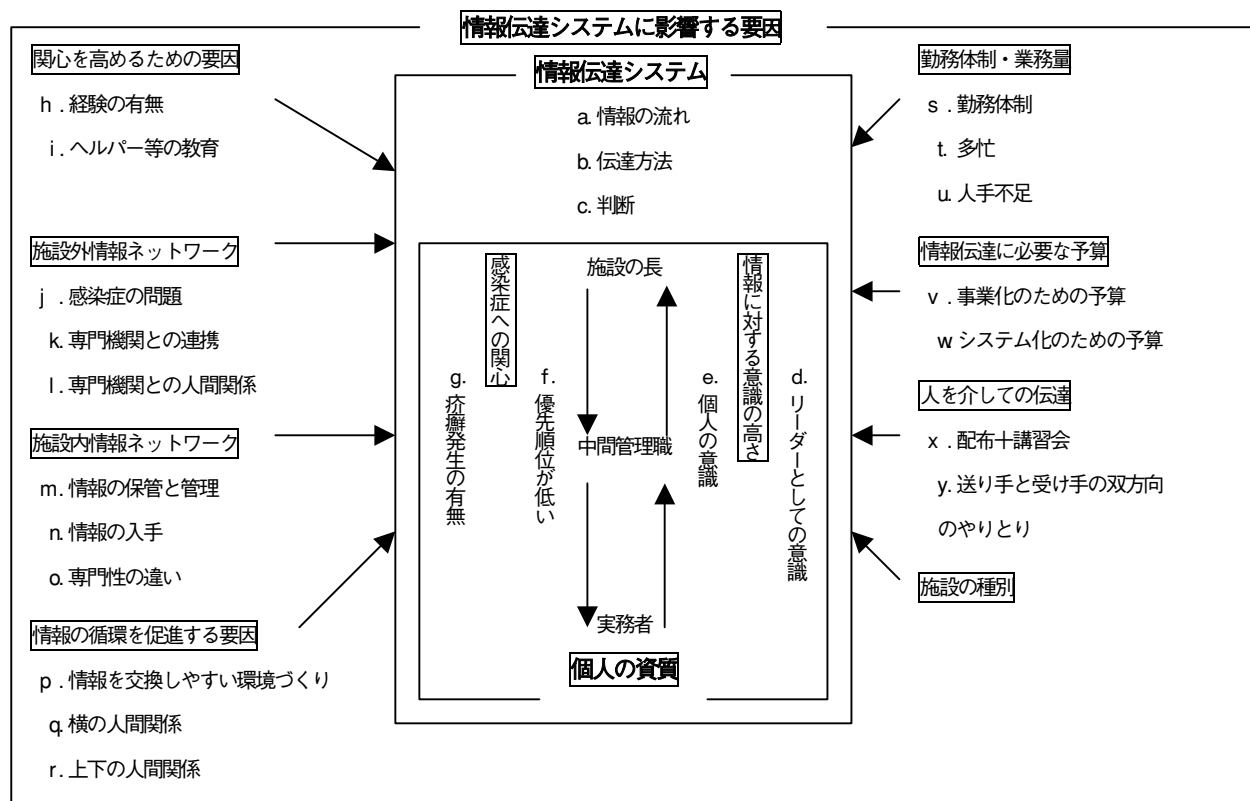 情報伝達システムに影響する要因
関心を高めるための要因
h．経験の有無
i．ヘルパー等の教育
施設外情報ネットワーク
j．感染症の問題
k. 専門機関との連携
l．専門機関との人間関係
施設内情報ネットワーク
m. 情報の保管と管理
n. 情報の入手
o. 専門性の違い
情報の循環を促進する要因
p．情報を交換しやすい環境づくり
q. 横の人間関係
r．上下の人間関係
情報伝達システム
a. 情報の流れ
b. 伝達方法
c. 判断
感染症への関心
g. 疥癬発生の有無
f. 優先順位が低い
施設の長
中間管理職
実務者
個人の資質
情報に対する意識の高さ
e. 個人の意識
d. リーダーとしての意識
勤務体制・業務量
s．勤務体制
t. 多忙
u. 人手不足
情報伝達に必要な予算
v．事業化のための予算
w システム化のための予算
人を介しての伝達
x．配布＋講習会
y. 送り手と受け手の双方向
のやりとり
施設の種別